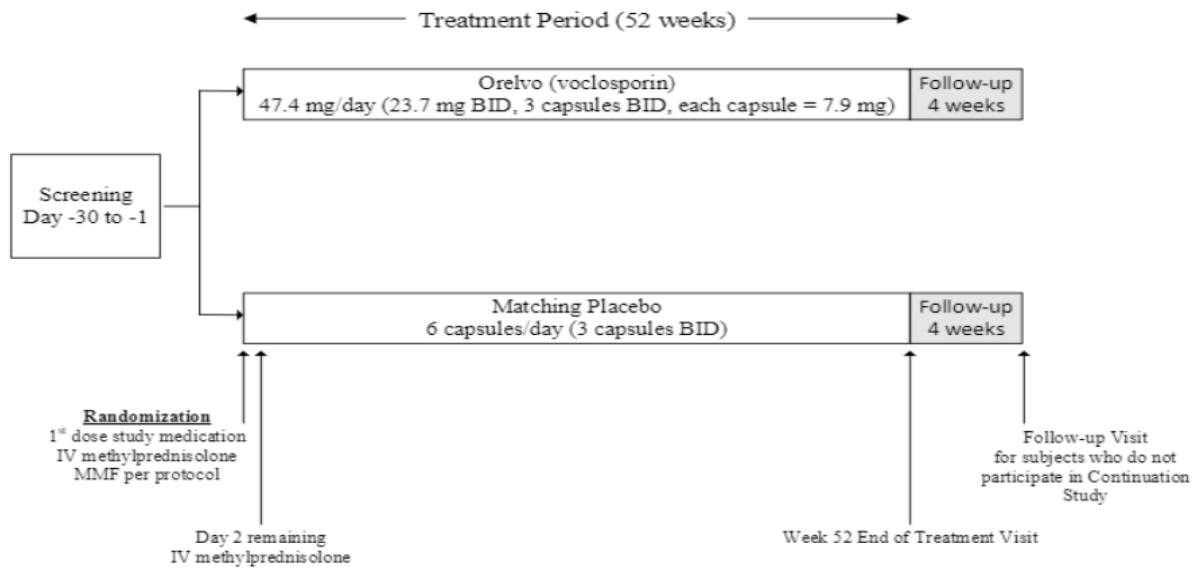 Treatment Period (52 weeks)
Orelvo (voclosporin)
47.4 mg/day (23.7 mg BID, 3 capsules BID, each capsule = 7.9 mg)
Follow-up
4 weeks
Screening
Day -30 to -1
Matching Placebo
6 capsules/day (3 capsules BID)
Follow-up
4 weeks
Randomization
1st dose study medication
IV methylprednisolone
MMF per protocol
Day 2 remaining
IV methylprednisolone
Week 52 End of Treatment Visit
Follow-up Visit
for subjects who do not
participate in Continuation
Study